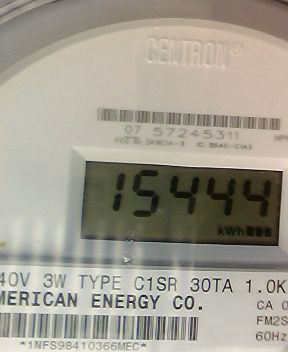 CENTRON®
07 57245311
15444
kWh
40V 3W TYPE C1SR 30TA 1.0K
MERICAN ENERGY CO.
CA 0
FM2S
60Hz
*1NFS98410366MEC*